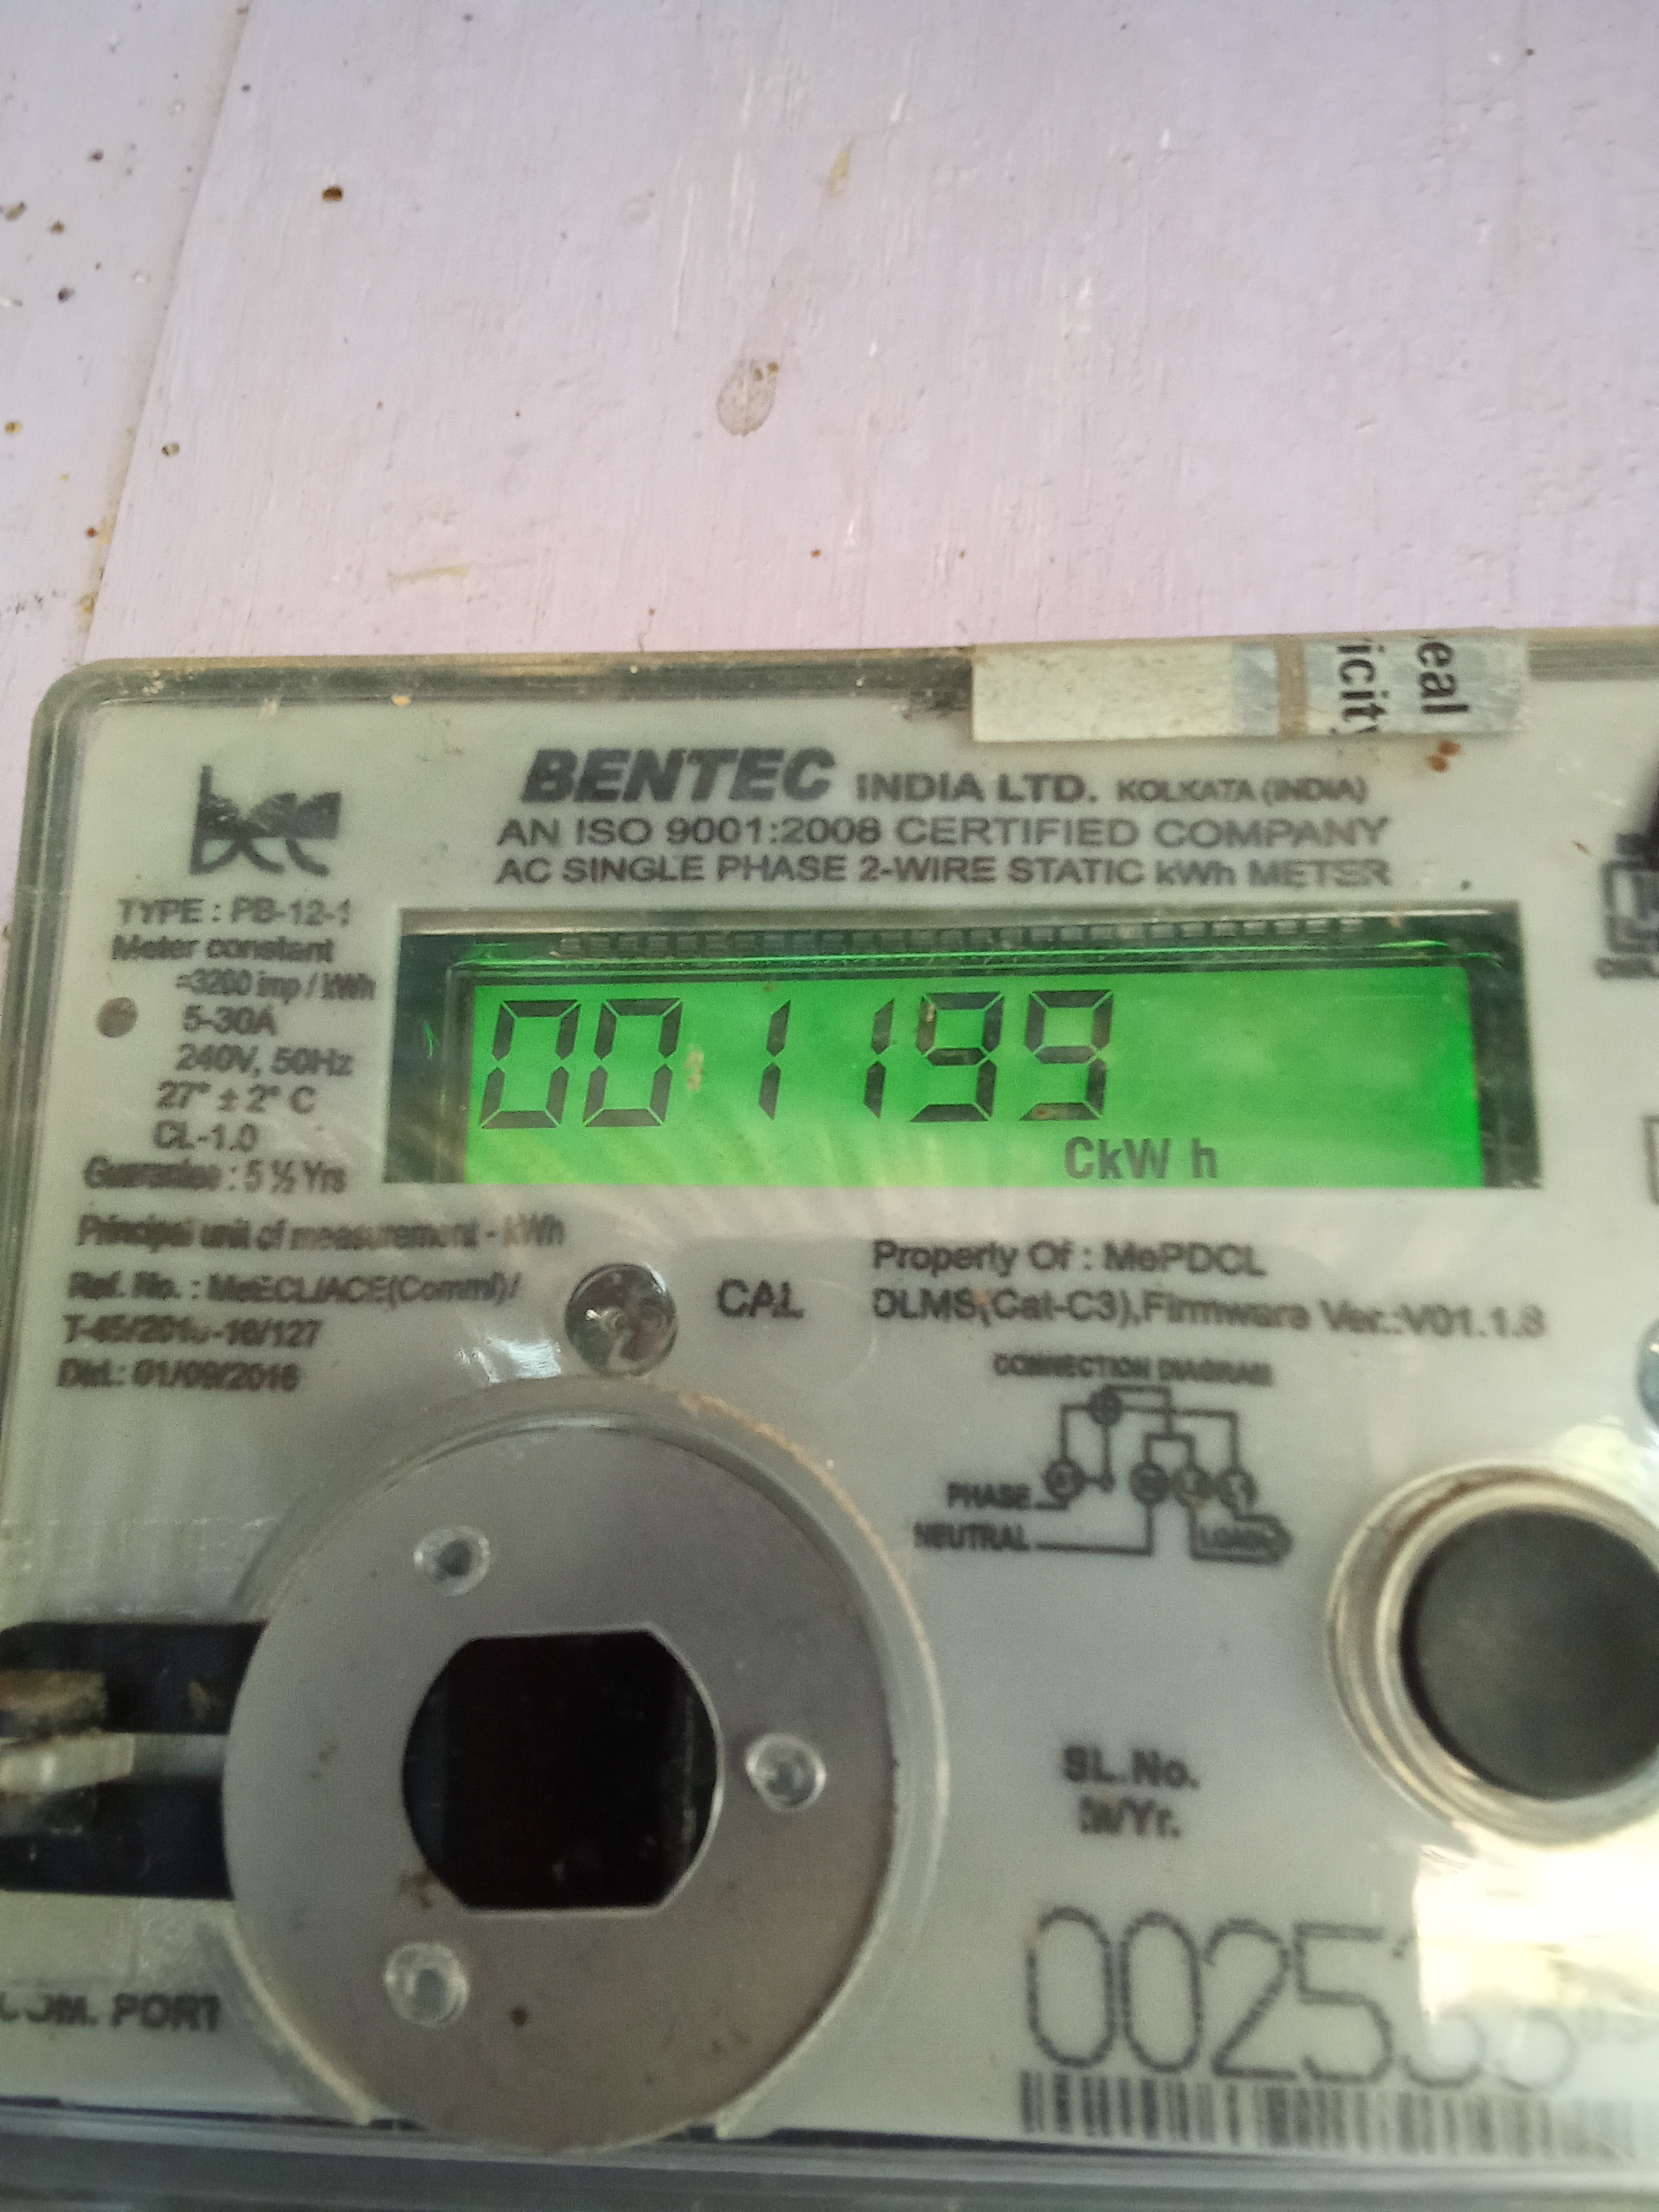 eal
icity
BENTEC INDIA LTD. KOLKATA (INDIA)
AN ISO 9001:2008 CERTIFIED COMPANY
AC SINGLE PHASE 2-WIRE STATIC kWh METER
TYPE : PB-12-1
Meter constant
=3200 imp / kWh
5-30A
240V, 50Hz
27° ± 2° C
CL-1.0
Guarantee : 5 ½ Yrs
001199
CkW h
Principal unit of measurement - kWh
Ref. No. : MeECL/ACE(Comml)/
Dtd.: 01/09/2016
CAL
Property Of : MePDCL
DLMS(Cat-C3),Firmware Ver.:V01.1.8
CONNECTION DIAGRAM
PHASE
NEUTRAL
LOAD
SL.No.
COM. PORT